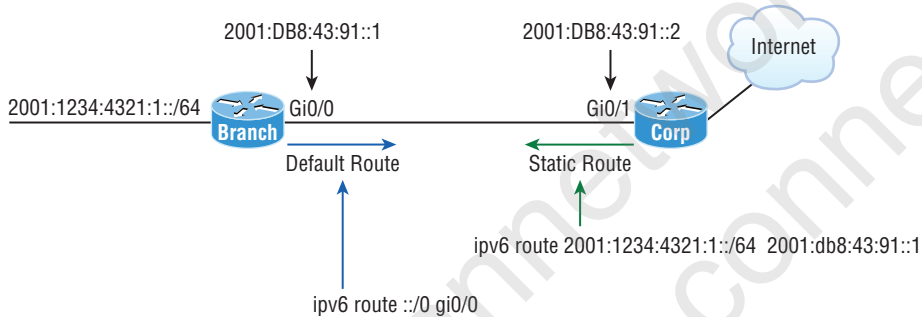 2001:DB8:43:91::1
2001:DB8:43:91::2
Internet
2001:1234:4321:1::/64
Gi0/0
Gi0/1
Branch
Corp
Default Route
Static Route
ipv6 route 2001:1234:4321:1::/64 2001:db8:43:91::1
ipv6 route ::/0 gi0/0